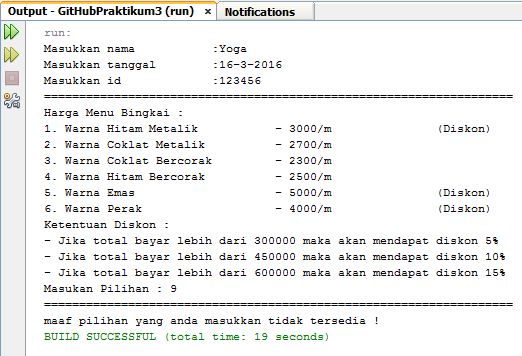 Output - GitHubPraktikum3 (run) × Notifications
run:
Masukkan nama :Yoga
Masukkan tanggal :16-3-2016
Masukkan id :123456
===================================================================
Harga Menu Bingkai :
1. Warna Hitam Metalik - 3000/m (Diskon)
2. Warna Coklat Metalik - 2700/m
3. Warna Coklat Bercorak - 2300/m
4. Warna Hitam Bercorak - 2500/m
5. Warna Emas - 5000/m (Diskon)
6. Warna Perak - 4000/m (Diskon)
Ketentuan Diskon :
- Jika total bayar lebih dari 300000 maka akan mendapat diskon 5%
- Jika total bayar lebih dari 450000 maka akan mendapat diskon 10%
- Jika total bayar lebih dari 600000 maka akan mendapat diskon 15%
Masukan Pilihan : 9
===================================================================
maaf pilihan yang anda masukkan tidak tersedia !
BUILD SUCCESSFUL (total time: 19 seconds)